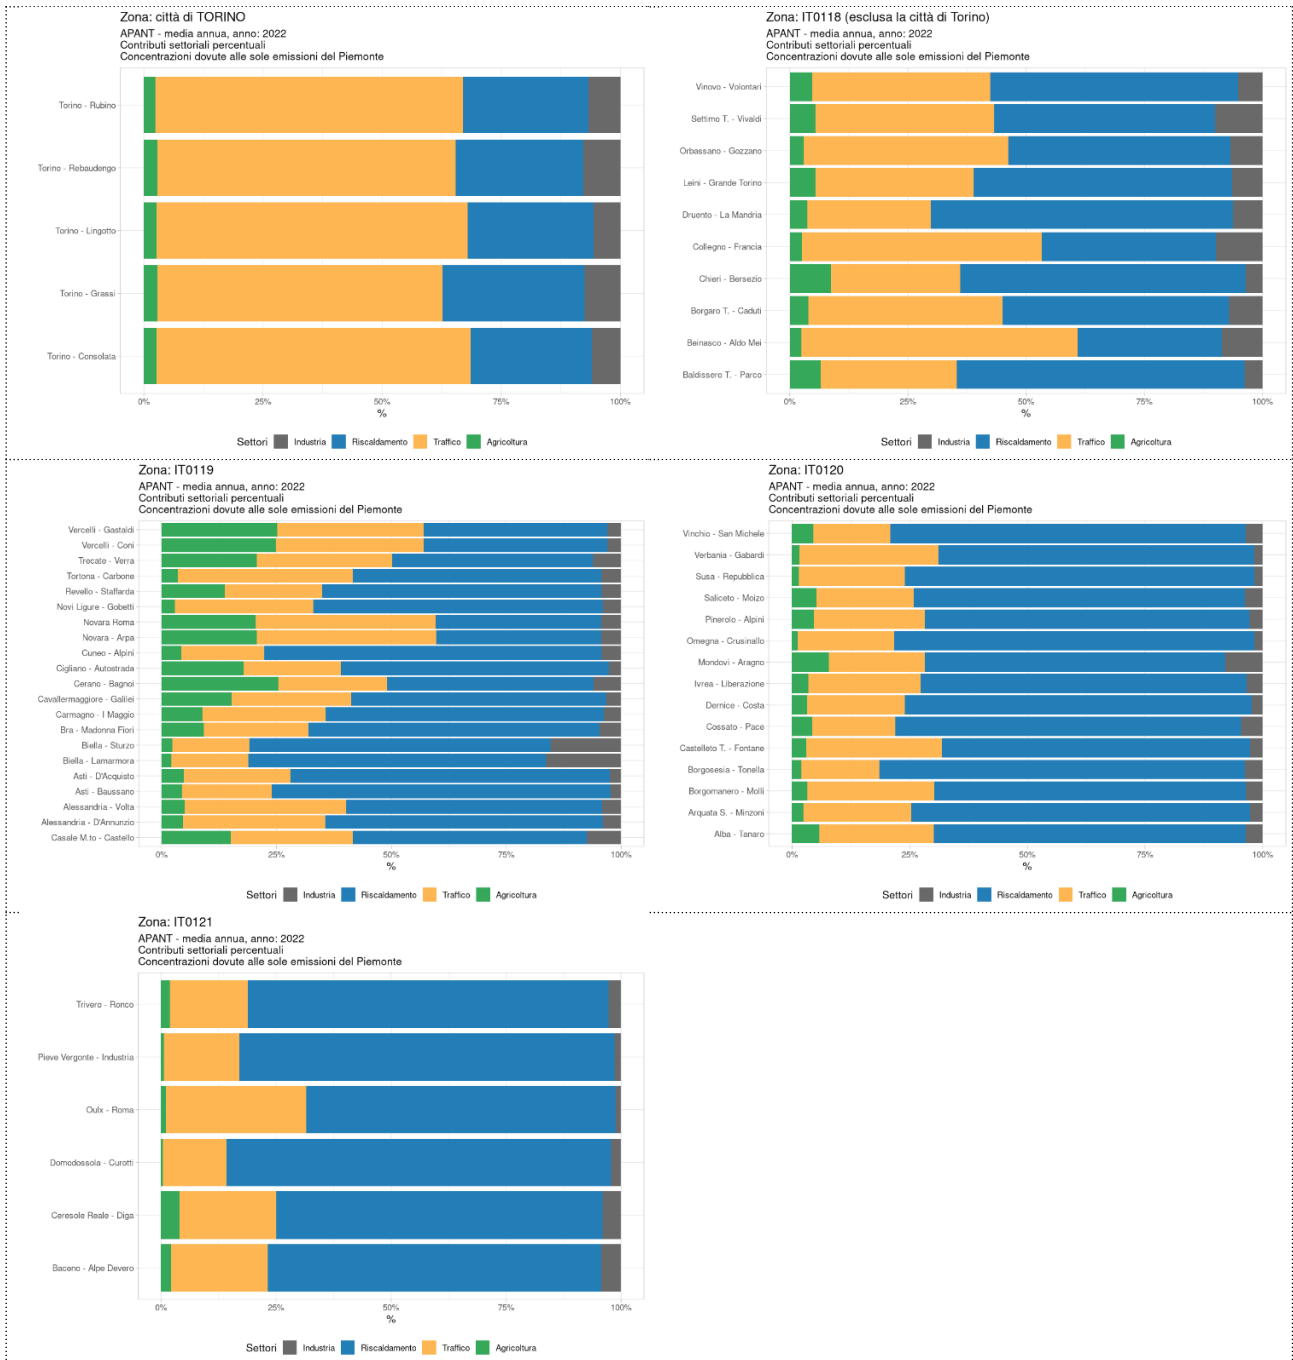 Zona: città di TORINO
APANT - media annua, anno: 2022
Contributi settoriali percentuali
Concentrazioni dovute alle sole emissioni del Piemonte
Torino - Rubino
Torino - Rebaudengo
Torino - Lingotto
Torino - Grassi
Torino - Consolata
0% 25% 50% 75% 100%
%
Settori Industria Riscaldamento Traffico Agricoltura
Zona: IT0118 (esclusa la città di Torino)
APANT - media annua, anno: 2022
Contributi settoriali percentuali
Concentrazioni dovute alle sole emissioni del Piemonte
Vinovo - Volontari
Settimo T. - Vivaldi
Orbassano - Gozzano
Leini - Grande Torino
Druento - La Mandria
Collegno - Francia
Chieri - Bersezio
Borgaro T. - Caduti
Beinasco - Aldo Mei
Baldissero T. - Parco
0% 25% 50% 75% 100%
%
Settori Industria Riscaldamento Traffico Agricoltura
Zona: IT0119
APANT - media annua, anno: 2022
Contributi settoriali percentuali
Concentrazioni dovute alle sole emissioni del Piemonte
Vercelli - Gastaldi
Vercelli - Coni
Trecate - Verra
Tortona - Carbone
Revello - Staffarda
Novi Ligure - Gobetti
Novara Roma
Novara - Arpa
Cuneo - Alpini
Cigliano - Autostrada
Cerano - Bagnoi
Cavallermaggiore - Galilei
Carmagno - I Maggio
Bra - Madonna Fiori
Biella - Sturzo
Biella - Lamarmora
Asti - D'Acquisto
Asti - Baussano
Alessandria - Volta
Alessandria - D'Annunzio
Casale M.to - Castello
0% 25% 50% 75% 100%
%
Settori Industria Riscaldamento Traffico Agricoltura
Zona: IT0120
APANT - media annua, anno: 2022
Contributi settoriali percentuali
Concentrazioni dovute alle sole emissioni del Piemonte
Vinchio - San Michele
Verbania - Gabardi
Susa - Repubblica
Saliceto - Moizo
Pinerolo - Alpini
Omegna - Crusinallo
Mondovi - Aragno
Ivrea - Liberazione
Dernice - Costa
Cossato - Pace
Castelleto T. - Fontane
Borgosesia - Tonella
Borgomanero - Molli
Arquata S. - Minzoni
Alba - Tanaro
0% 25% 50% 75% 100%
%
Settori Industria Riscaldamento Traffico Agricoltura
Zona: IT0121
APANT - media annua, anno: 2022
Contributi settoriali percentuali
Concentrazioni dovute alle sole emissioni del Piemonte
Trivero - Ronco
Pieve Vergonte - Industria
Oulx - Roma
Domodossola - Curotti
Ceresole Reale - Diga
Baceno - Alpe Devero
0% 25% 50% 75% 100%
%
Settori Industria Riscaldamento Traffico Agricoltura